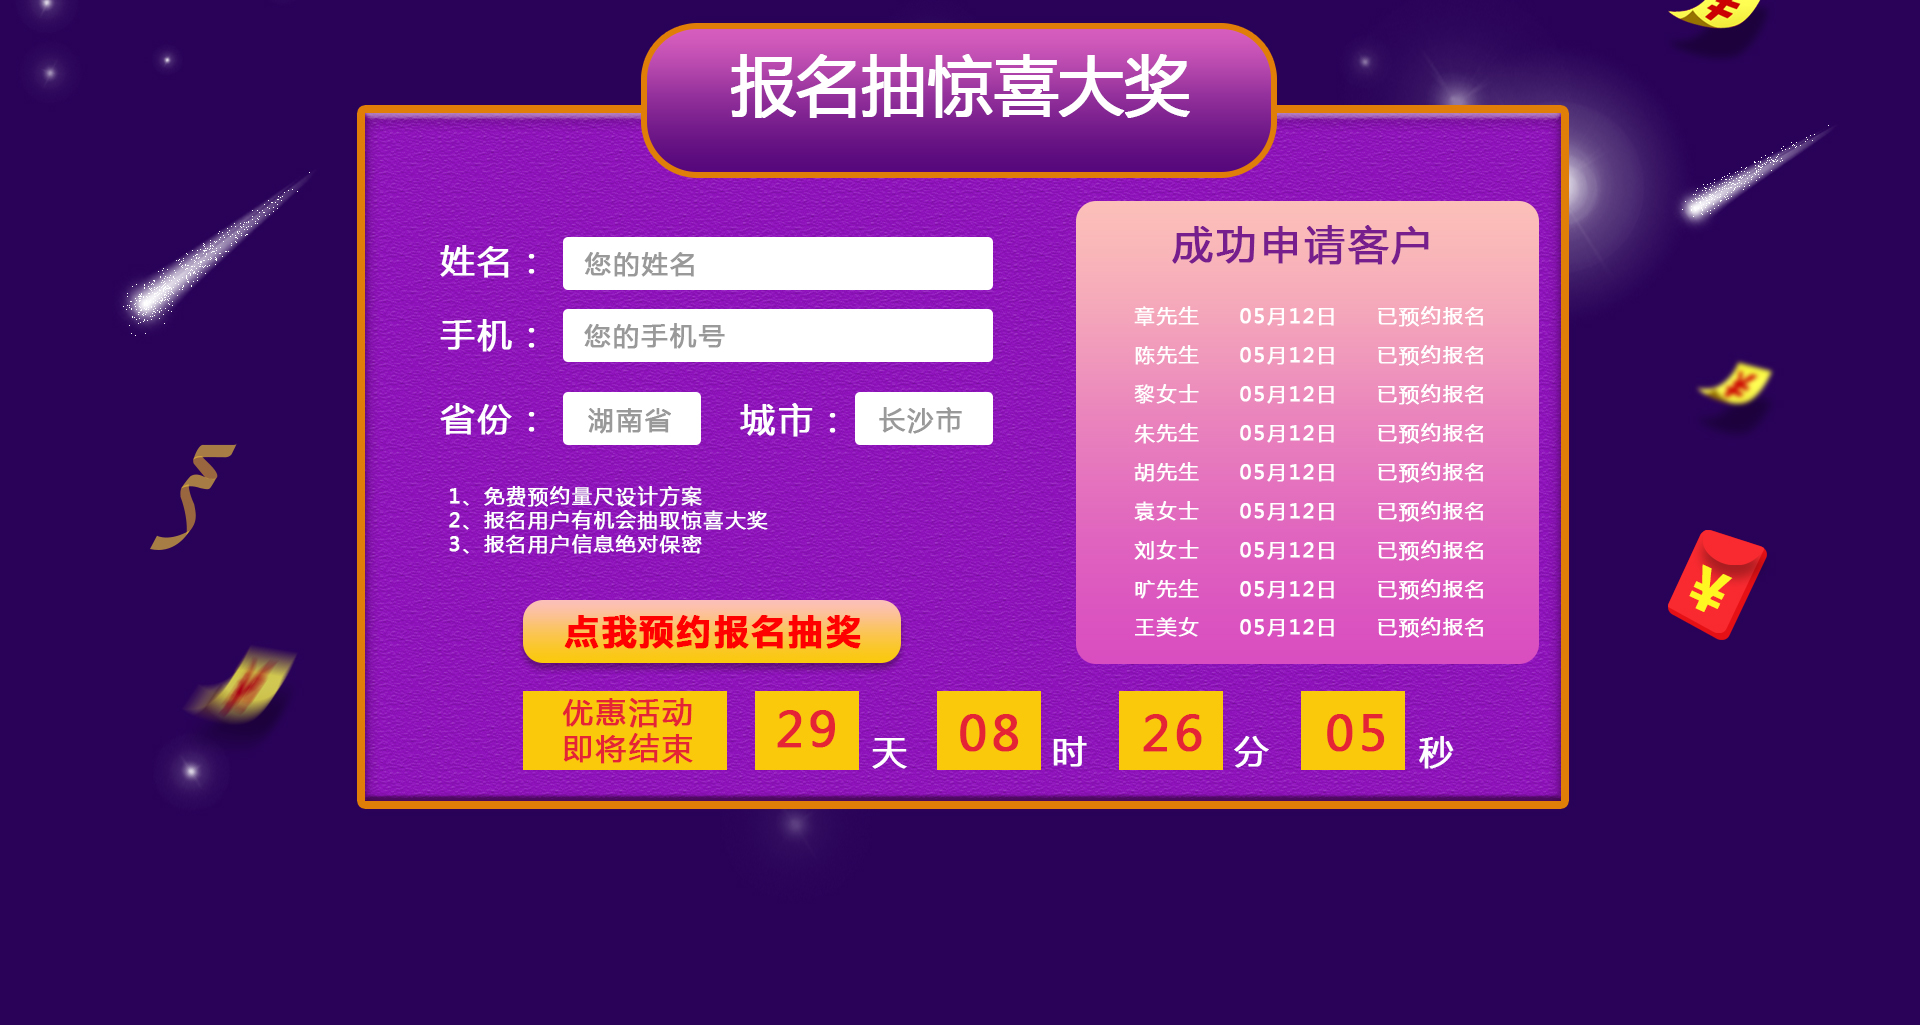 报名抽惊喜大奖
姓名：
您的姓名
手机：
您的手机号
省份：
湖南省
城市：
长沙市
1、免费预约量尺设计方案
2、报名用户有机会抽取惊喜大奖
3、报名用户信息绝对保密
点我预约报名抽奖
成功申请客户
章先生 05月12日 已预约报名
陈先生 05月12日 已预约报名
黎女士 05月12日 已预约报名
朱先生 05月12日 已预约报名
胡先生 05月12日 已预约报名
袁女士 05月12日 已预约报名
刘女士 05月12日 已预约报名
旷先生 05月12日 已预约报名
王美女 05月12日 已预约报名
优惠活动
即将结束
29 天 08 时 26 分 05 秒
¥
¥
¥
¥